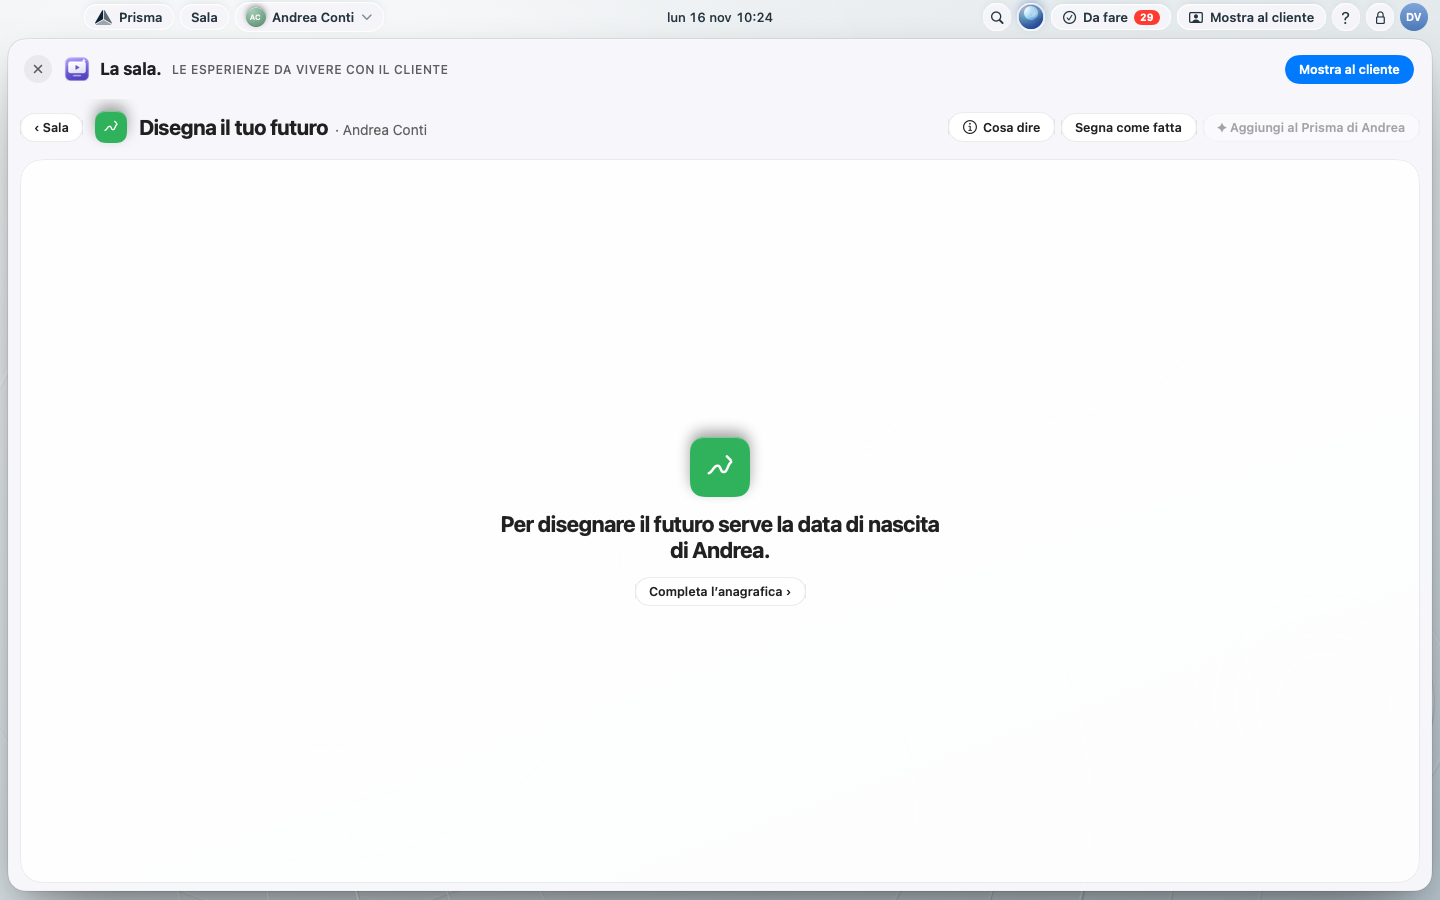 Prisma
Sala
AC
Andrea Conti
lun 16 nov 10:24
Da fare 29
Mostra al cliente
?
DV
La sala.
LE ESPERIENZE DA VIVERE CON IL CLIENTE
Mostra al cliente
‹ Sala
Disegna il tuo futuro
· Andrea Conti
Cosa dire
Segna come fatta
✦ Aggiungi al Prisma di Andrea
Per disegnare il futuro serve la data di nascita
di Andrea.
Completa l’anagrafica ›